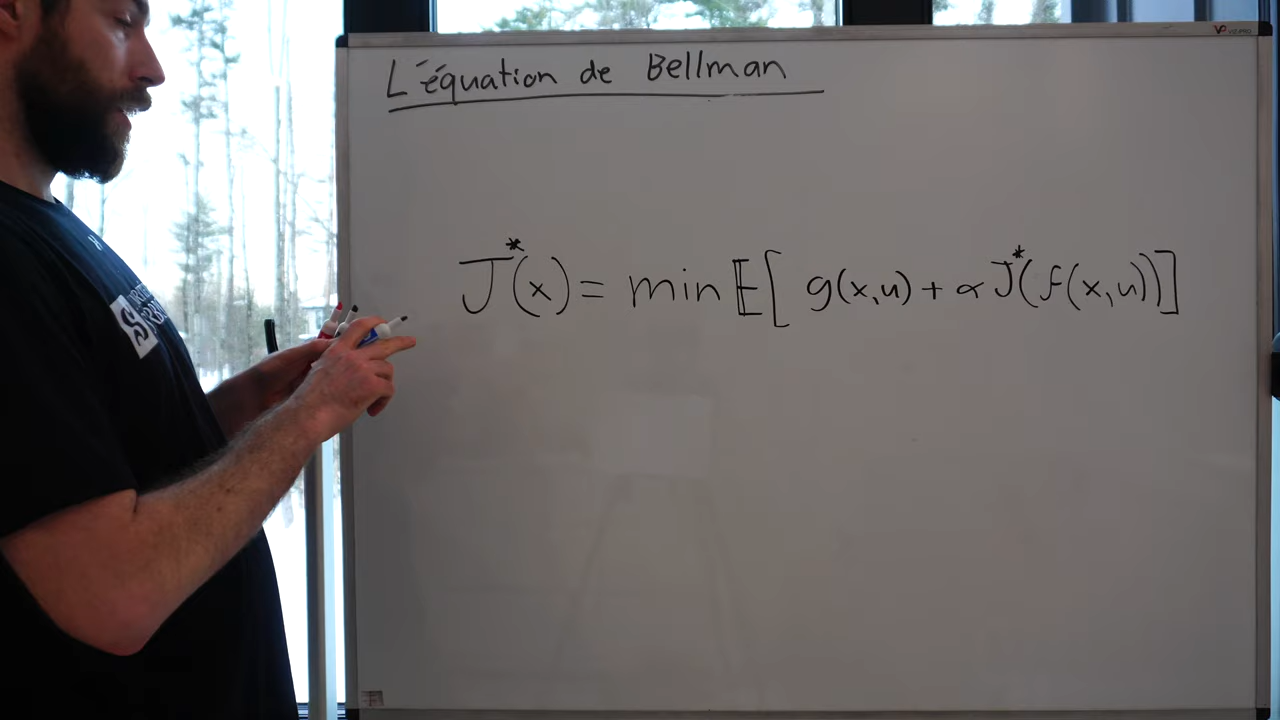 L'équation de Bellman
J*(x) = min E[ g(x,u) + α J*(f(x,u))]